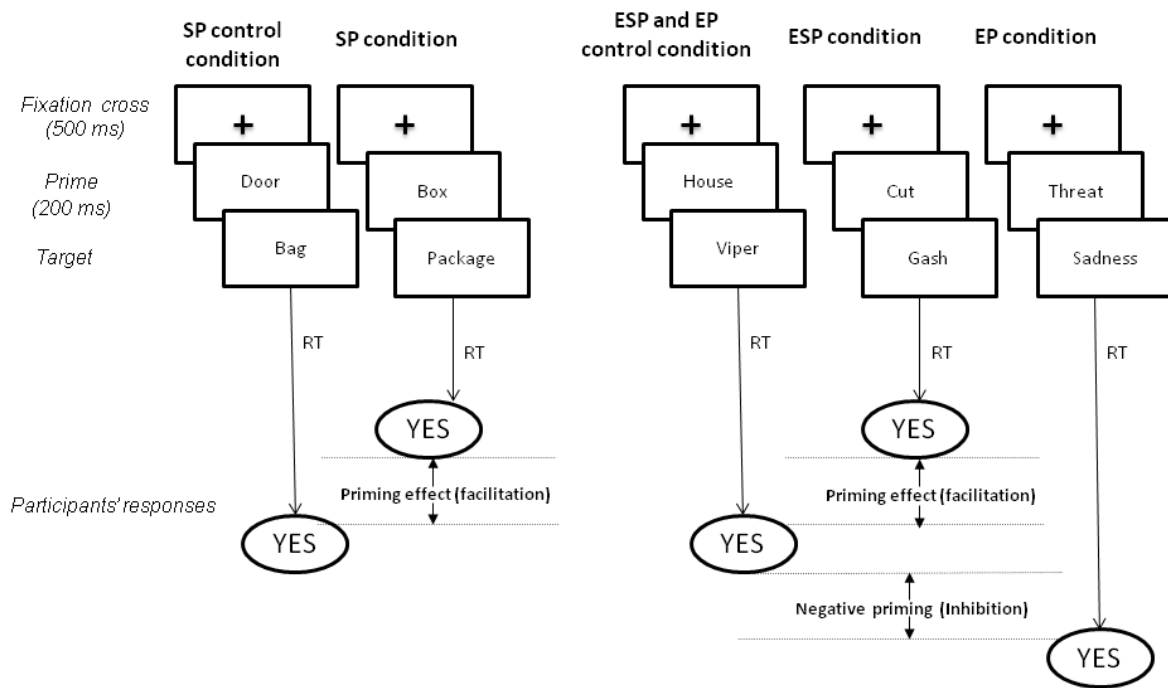 SP control
condition
SP condition
ESP and EP
control condition
ESP condition
EP condition
Fixation cross
(500 ms)
+
+
+
+
+
Prime
(200 ms)
Door
Box
House
Cut
Threat
Target
Bag
Package
Viper
Gash
Sadness
RT
RT
RT
RT
RT
YES
YES
Participants' responses
Priming effect (facilitation)
Priming effect (facilitation)
YES
YES
Negative priming (Inhibition)
YES